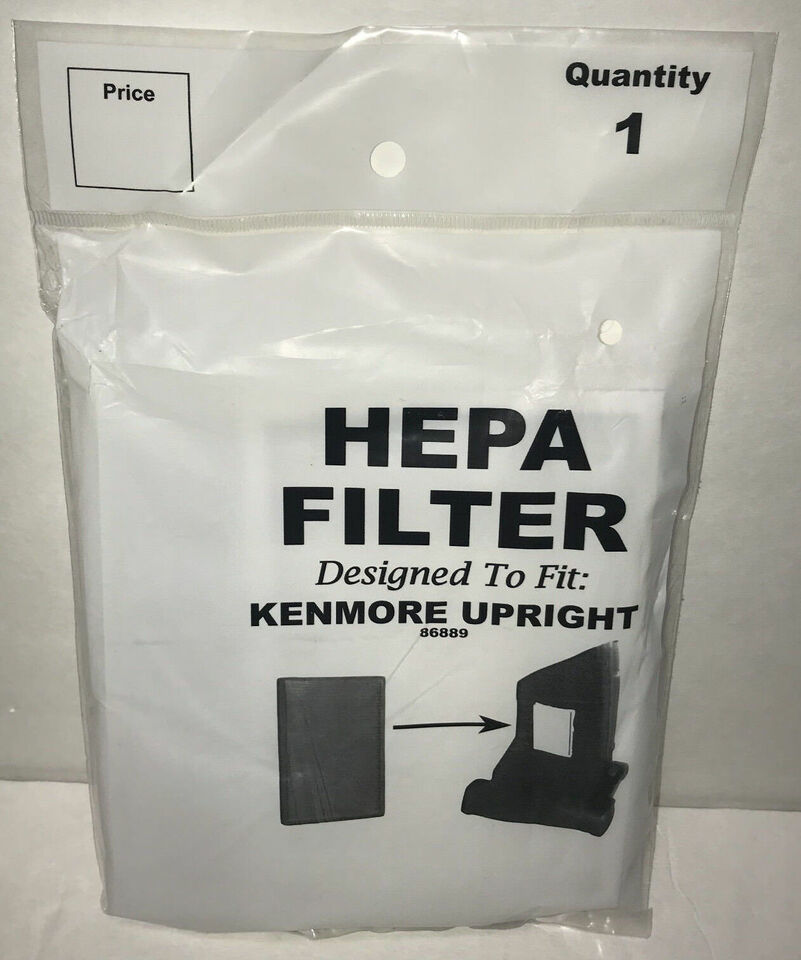 Price
Quantity
1
HEPA
FILTER
Designed To Fit:
KENMORE UPRIGHT
86889